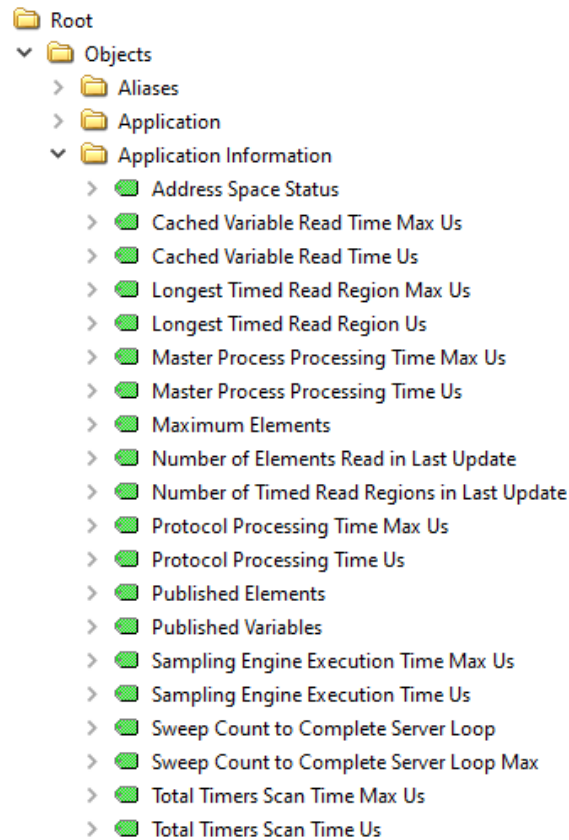 Root
Objects
Aliases
Application
Application Information
Address Space Status
Cached Variable Read Time Max Us
Cached Variable Read Time Us
Longest Timed Read Region Max Us
Longest Timed Read Region Us
Master Process Processing Time Max Us
Master Process Processing Time Us
Maximum Elements
Number of Elements Read in Last Update
Number of Timed Read Regions in Last Update
Protocol Processing Time Max Us
Protocol Processing Time Us
Published Elements
Published Variables
Sampling Engine Execution Time Max Us
Sampling Engine Execution Time Us
Sweep Count to Complete Server Loop
Sweep Count to Complete Server Loop Max
Total Timers Scan Time Max Us
Total Timers Scan Time Us